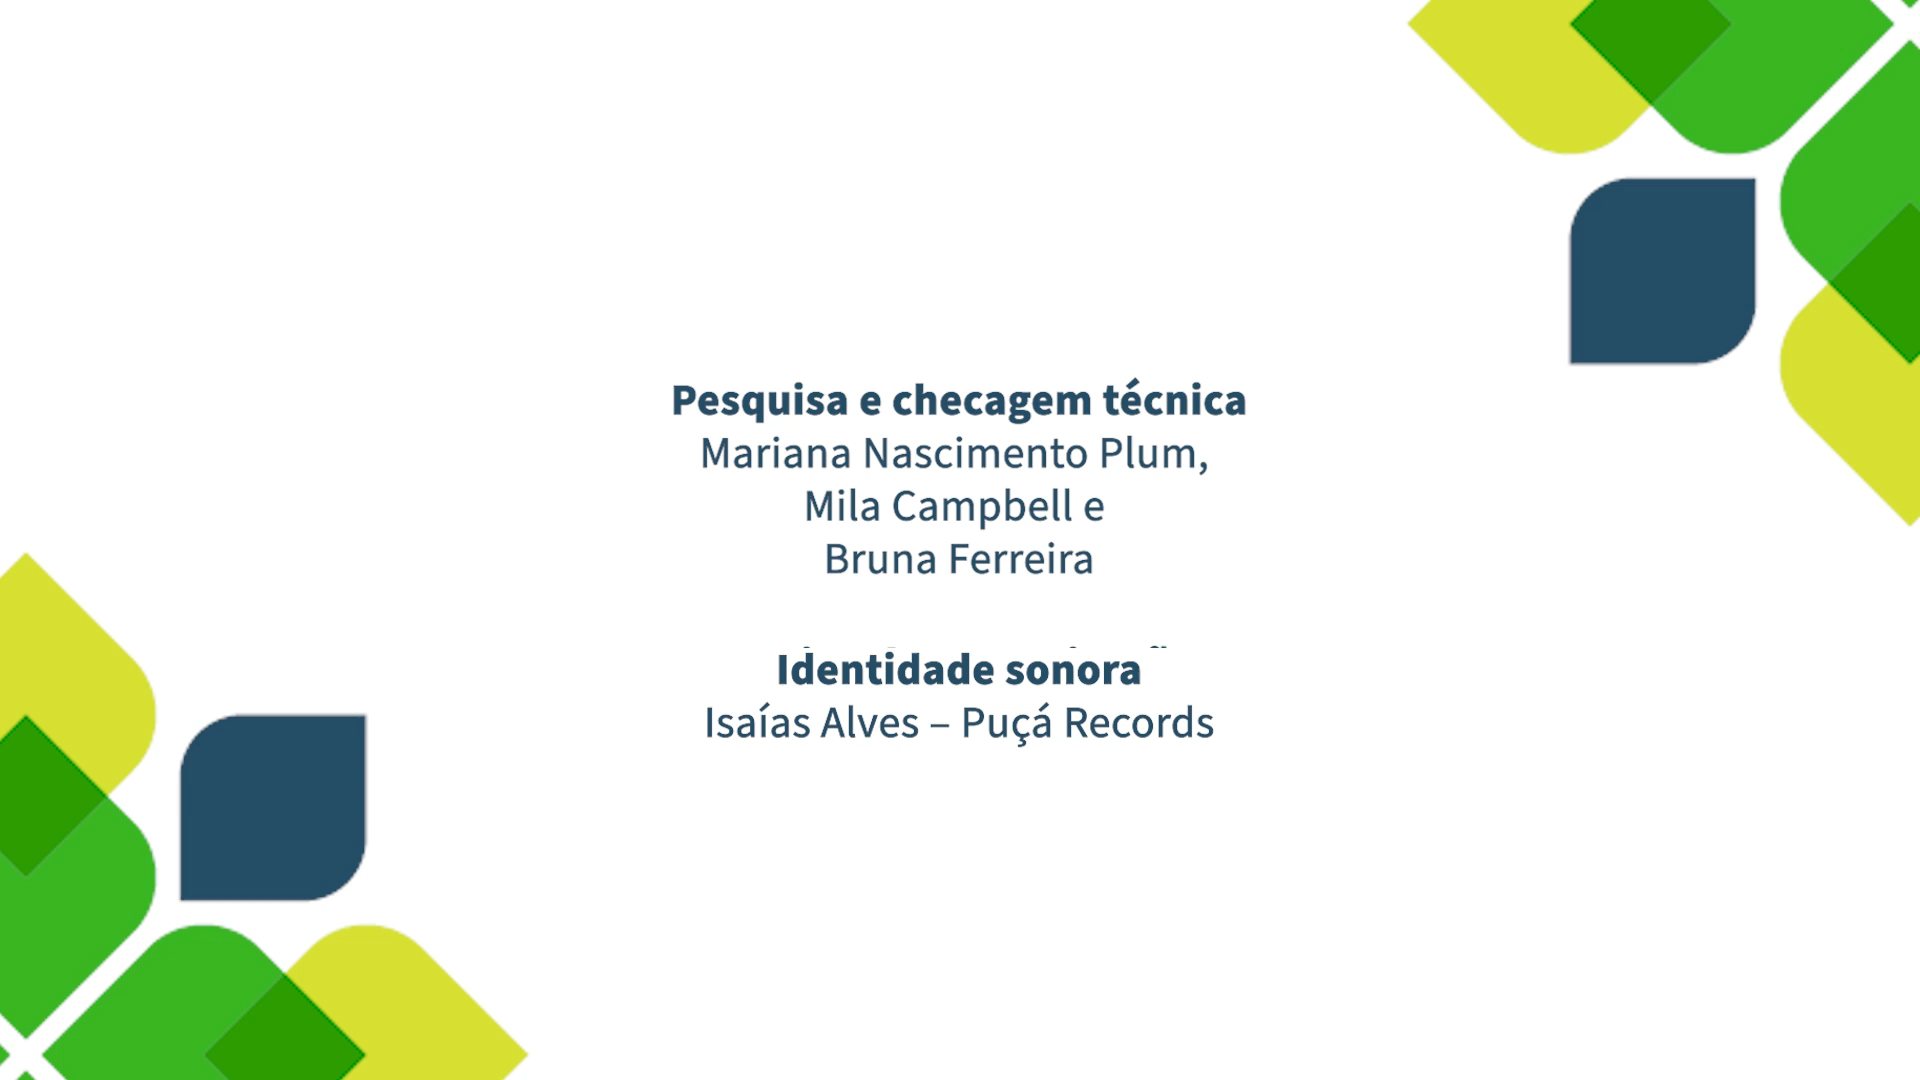 Pesquisa e checagem técnica
Mariana Nascimento Plum,
Mila Campbell e
Bruna Ferreira
Identidade sonora
Isaías Alves – Puçá Records